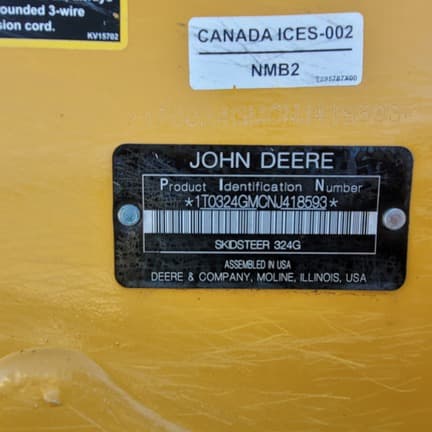 rounded 3-wire
sion cord.
KV15702
CANADA ICES-002
NMB2
JOHN DEERE
Product Identification Number
*1T0324GMCNJ418593*
SKIDSTEER 324G
ASSEMBLED IN USA
DEERE & COMPANY, MOLINE, ILLINOIS, USA